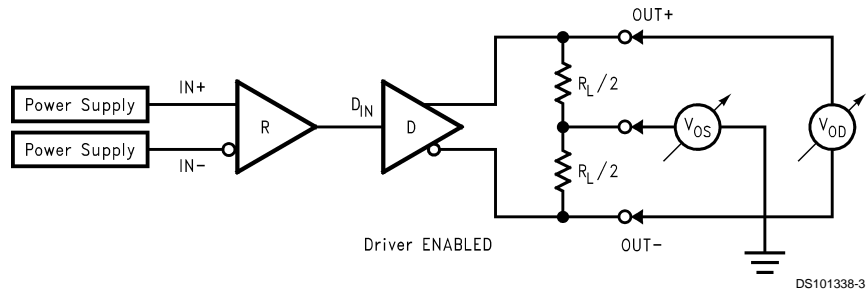 OUT+
IN+
Power Supply
R
D_IN
D
R_L/2
V_OS
V_OD
Power Supply
IN-
R_L/2
Driver ENABLED
OUT-
DS101338-3